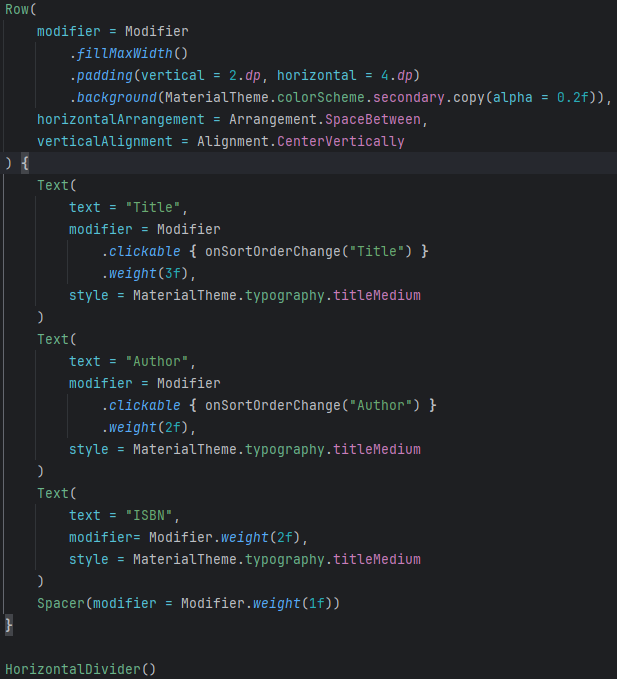 Row(
    modifier = Modifier
        .fillMaxWidth()
        .padding(vertical = 2.dp, horizontal = 4.dp)
        .background(MaterialTheme.colorScheme.secondary.copy(alpha = 0.2f)),
    horizontalArrangement = Arrangement.SpaceBetween,
    verticalAlignment = Alignment.CenterVertically
) {
    Text(
        text = "Title",
        modifier = Modifier
            .clickable { onSortOrderChange("Title") }
            .weight(3f),
        style = MaterialTheme.typography.titleMedium
    )
    Text(
        text = "Author",
        modifier = Modifier
            .clickable { onSortOrderChange("Author") }
            .weight(2f),
        style = MaterialTheme.typography.titleMedium
    )
    Text(
        text = "ISBN",
        modifier= Modifier.weight(2f),
        style = MaterialTheme.typography.titleMedium
    )
    Spacer(modifier = Modifier.weight(1f))
}
HorizontalDivider()